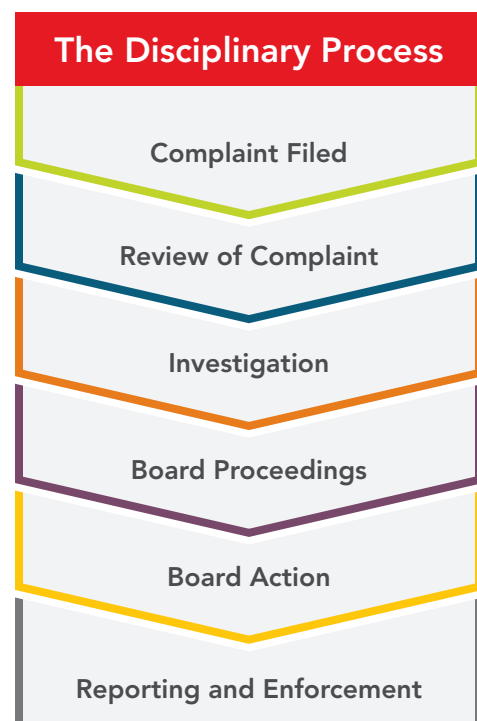 The Disciplinary Process
Complaint Filed
Review of Complaint
Investigation
Board Proceedings
Board Action
Reporting and Enforcement